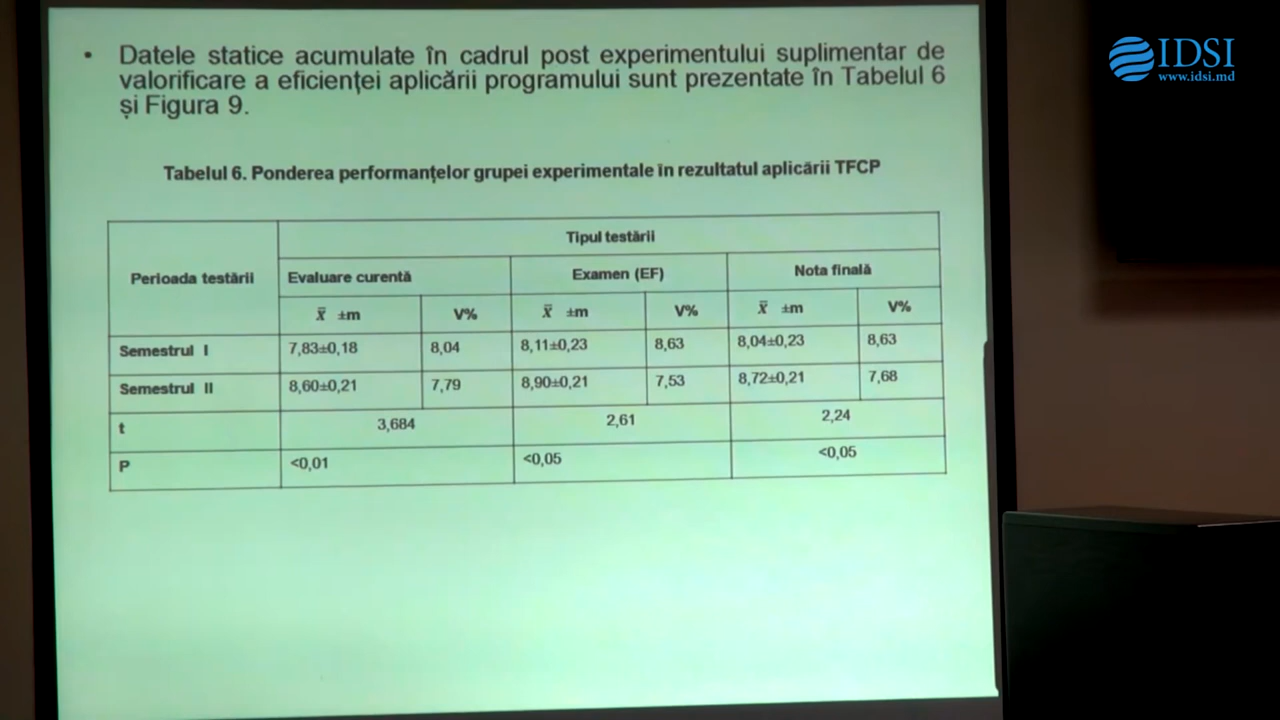 • Datele statice acumulate în cadrul post experimentului suplimentar de
valorificare a eficienței aplicării programului sunt prezentate în Tabelul 6
și Figura 9.
Tabelul 6. Ponderea performanțelor grupei experimentale în rezultatul aplicării TFCP
Perioada testării
Tipul testării
Evaluare curentă Examen (EF) Nota finală
x̅ ±m V% x̅ ±m V% x̅ ±m V%
Semestrul I 7,83±0,18 8,04 8,11±0,23 8,63 8,04±0,23 8,63
Semestrul II 8,60±0,21 7,79 8,90±0,21 7,53 8,72±0,21 7,68
t 3,684 2,61 2,24
P <0,01 <0,05 <0,05
IDSI
www.idsi.md